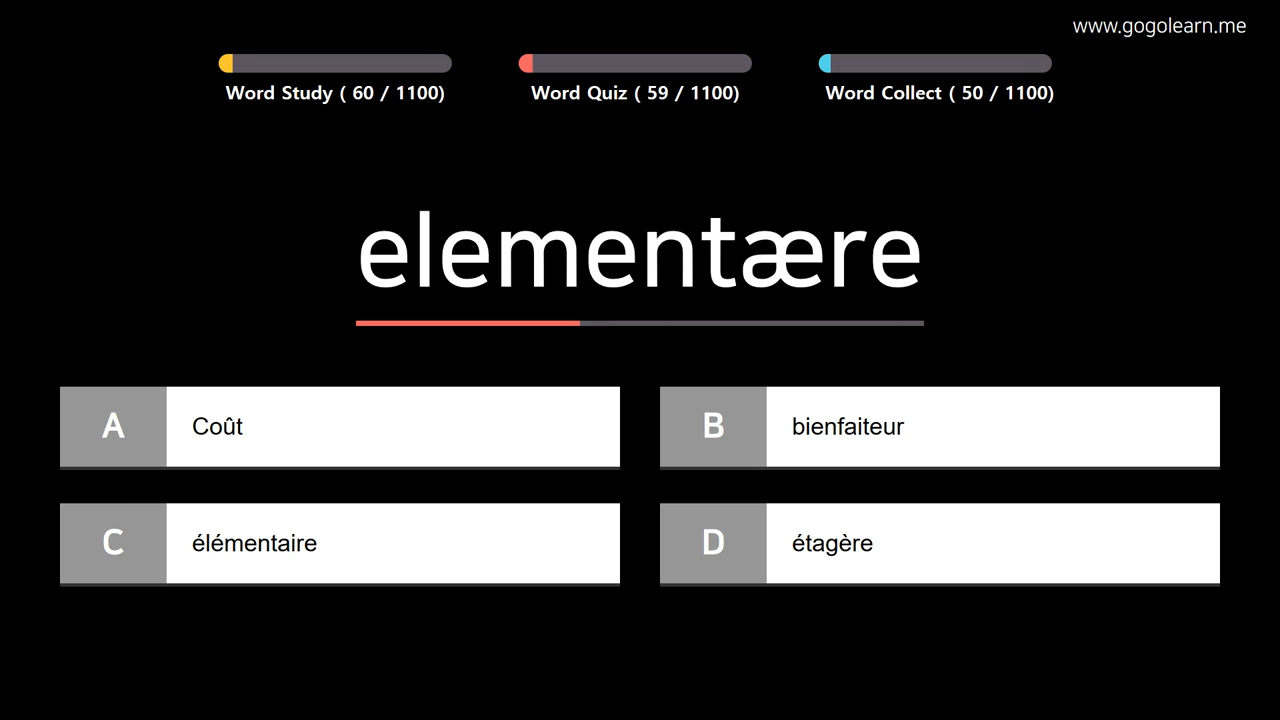 www.gogolearn.me
Word Study ( 60 / 1100)
Word Quiz ( 59 / 1100)
Word Collect ( 50 / 1100)
elementære
A
Coût
B
bienfaiteur
C
élémentaire
D
étagère